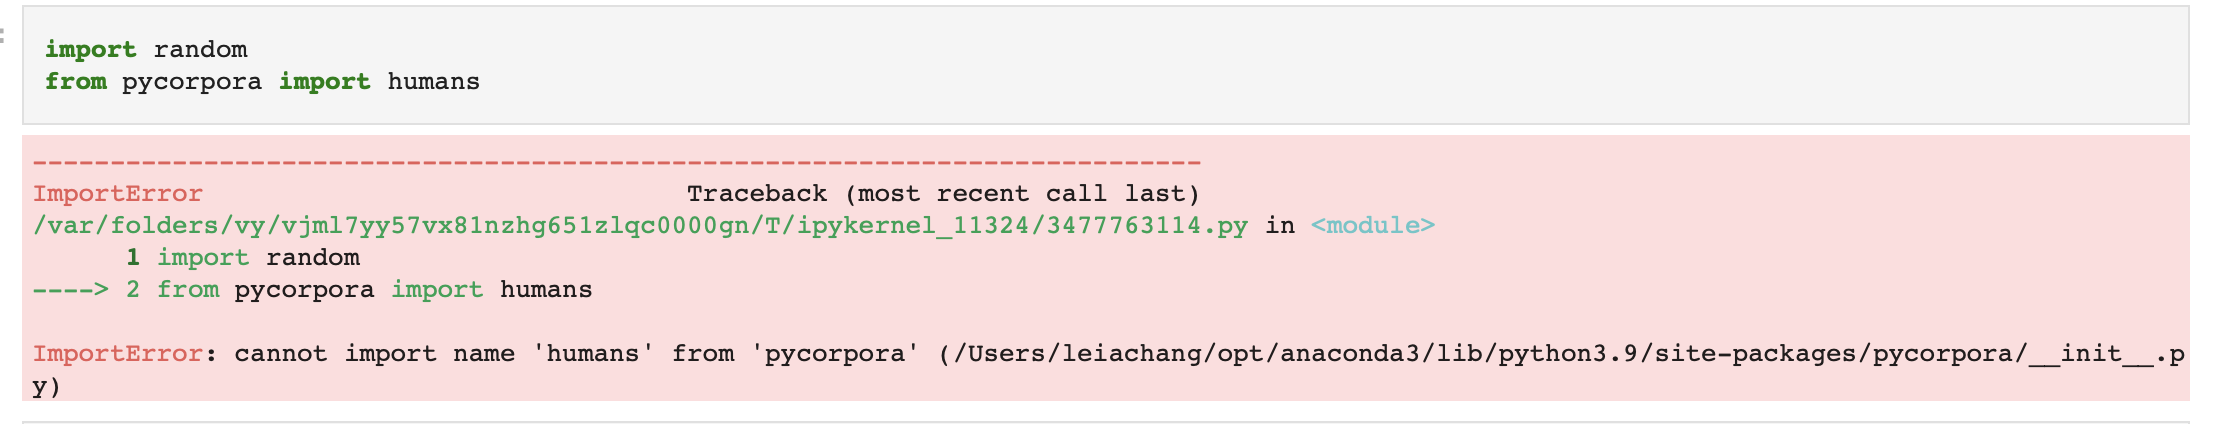 :
import random
from pycorpora import humans
---------------------------------------------------------------------------
ImportError                               Traceback (most recent call last)
/var/folders/vy/vjml7yy57vx81nzhg651zlqc0000gn/T/ipykernel_11324/3477763114.py in <module>
      1 import random
----> 2 from pycorpora import humans
ImportError: cannot import name 'humans' from 'pycorpora' (/Users/leiachang/opt/anaconda3/lib/python3.9/site-packages/pycorpora/__init__.p
y)